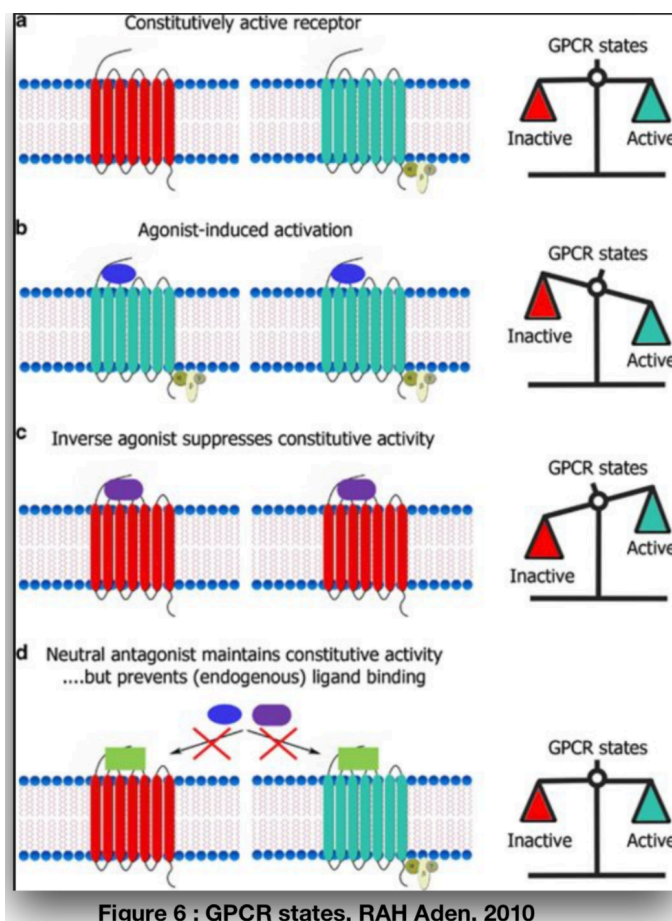 a
Constitutively active receptor
GPCR states
Inactive
Active
b
Agonist-induced activation
GPCR states
Inactive
Active
c
Inverse agonist suppresses constitutive activity
GPCR states
Inactive
Active
d
Neutral antagonist maintains constitutive activity
....but prevents (endogenous) ligand binding
GPCR states
Inactive
Active
Figure 6 : GPCR states, RAH Aden, 2010